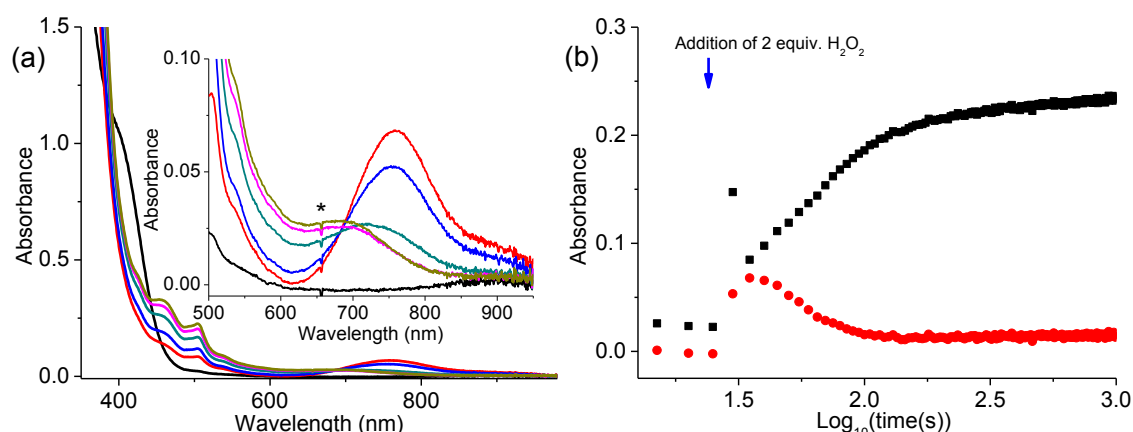 (a)
1.5
1.0
0.5
0.0
Absorbance
400
600
800
Wavelength (nm)
0.10
0.05
0.00
Absorbance
*
500
600
700
800
900
Wavelength (nm)
(b)
Addition of 2 equiv. H₂O₂
0.3
0.2
0.1
0.0
Absorbance
1.5
2.0
2.5
3.0
Log₁₀(time(s))